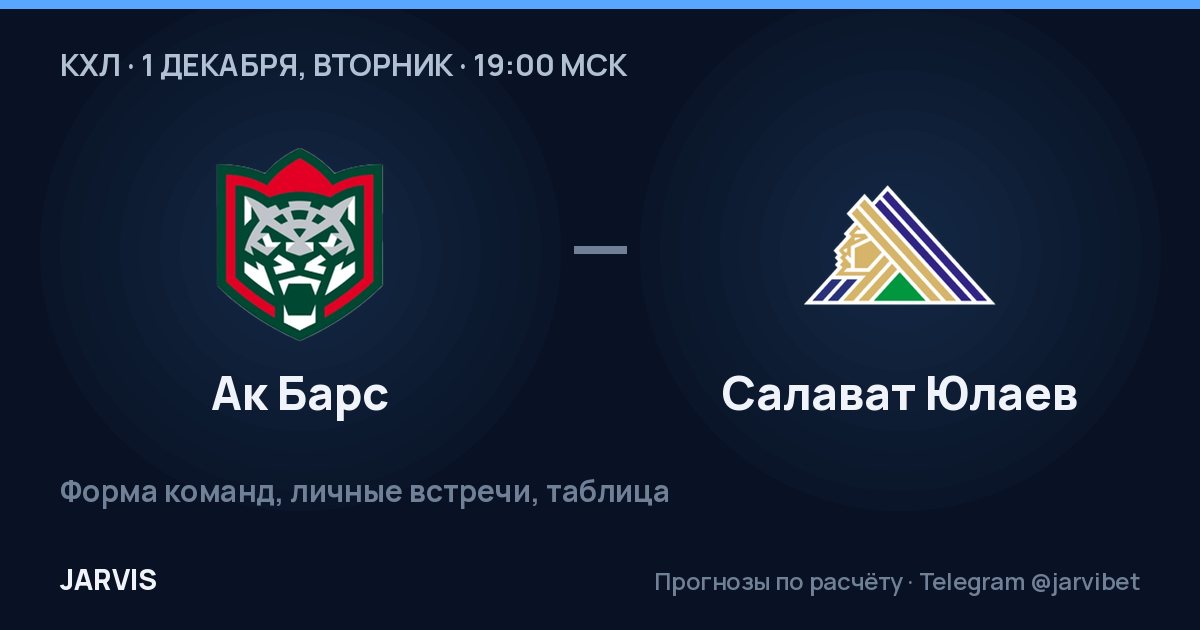 КХЛ · 1 ДЕКАБРЯ, ВТОРНИК · 19:00 МСК
—
Ак Барс
Салават Юлаев
Форма команд, личные встречи, таблица
JARVIS
Прогнозы по расчёту · Telegram @jarvibet